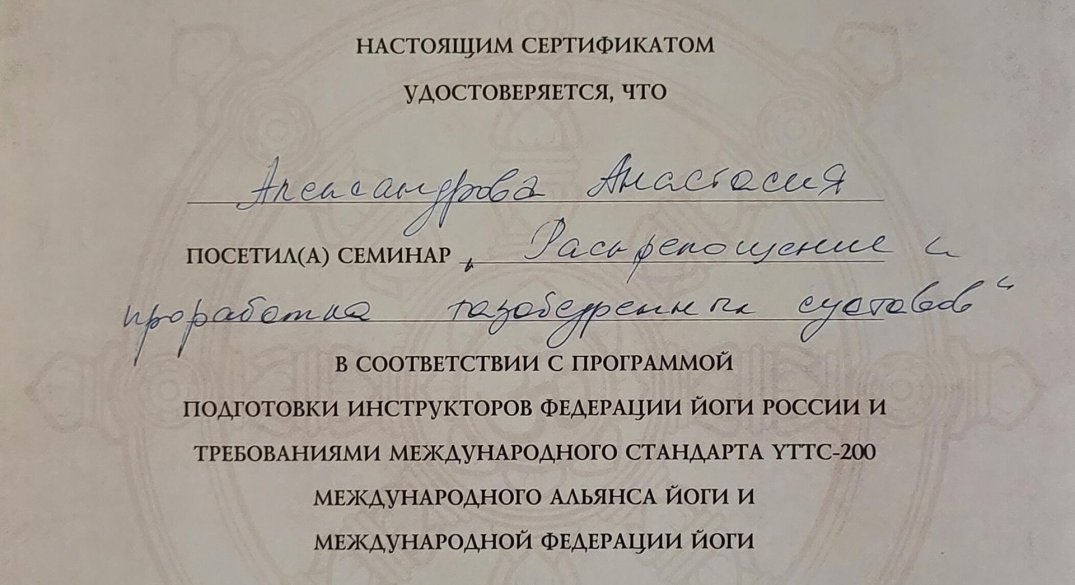 НАСТОЯЩИМ СЕРТИФИКАТОМ
УДОСТОВЕРЯЕТСЯ, ЧТО
Александрова Анастасия
ПОСЕТИЛ(А) СЕМИНАР „Раскрепощение и
проработка тазобедренных суставов“
В СООТВЕТСТВИИ С ПРОГРАММОЙ
ПОДГОТОВКИ ИНСТРУКТОРОВ ФЕДЕРАЦИИ ЙОГИ РОССИИ И
ТРЕБОВАНИЯМИ МЕЖДУНАРОДНОГО СТАНДАРТА YTTC-200
МЕЖДУНАРОДНОГО АЛЬЯНСА ЙОГИ И
МЕЖДУНАРОДНОЙ ФЕДЕРАЦИИ ЙОГИ